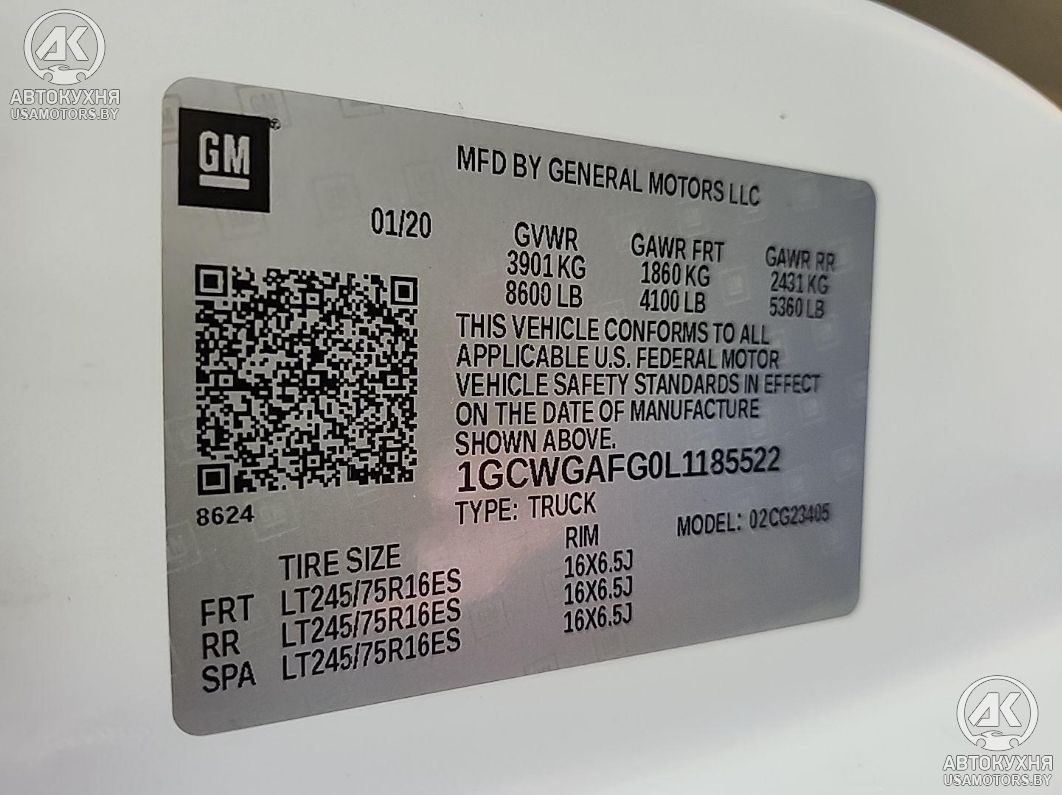 AK
АВТОКУХНЯ
USAMOTORS.BY
GM
MFD BY GENERAL MOTORS LLC
01/20
GVWR GAWR FRT GAWR RR
3901 KG 1860 KG 2431 KG
8600 LB 4100 LB 5360 LB
THIS VEHICLE CONFORMS TO ALL
APPLICABLE U.S. FEDERAL MOTOR
VEHICLE SAFETY STANDARDS IN EFFECT
ON THE DATE OF MANUFACTURE
SHOWN ABOVE.
1GCWGAFG0L1185522
8624
TYPE: TRUCK MODEL: 02CG23405
TIRE SIZE RIM
FRT LT245/75R16ES 16X6.5J
RR LT245/75R16ES 16X6.5J
SPA LT245/75R16ES 16X6.5J
AK
АВТОКУХНЯ
USAMOTORS.BY